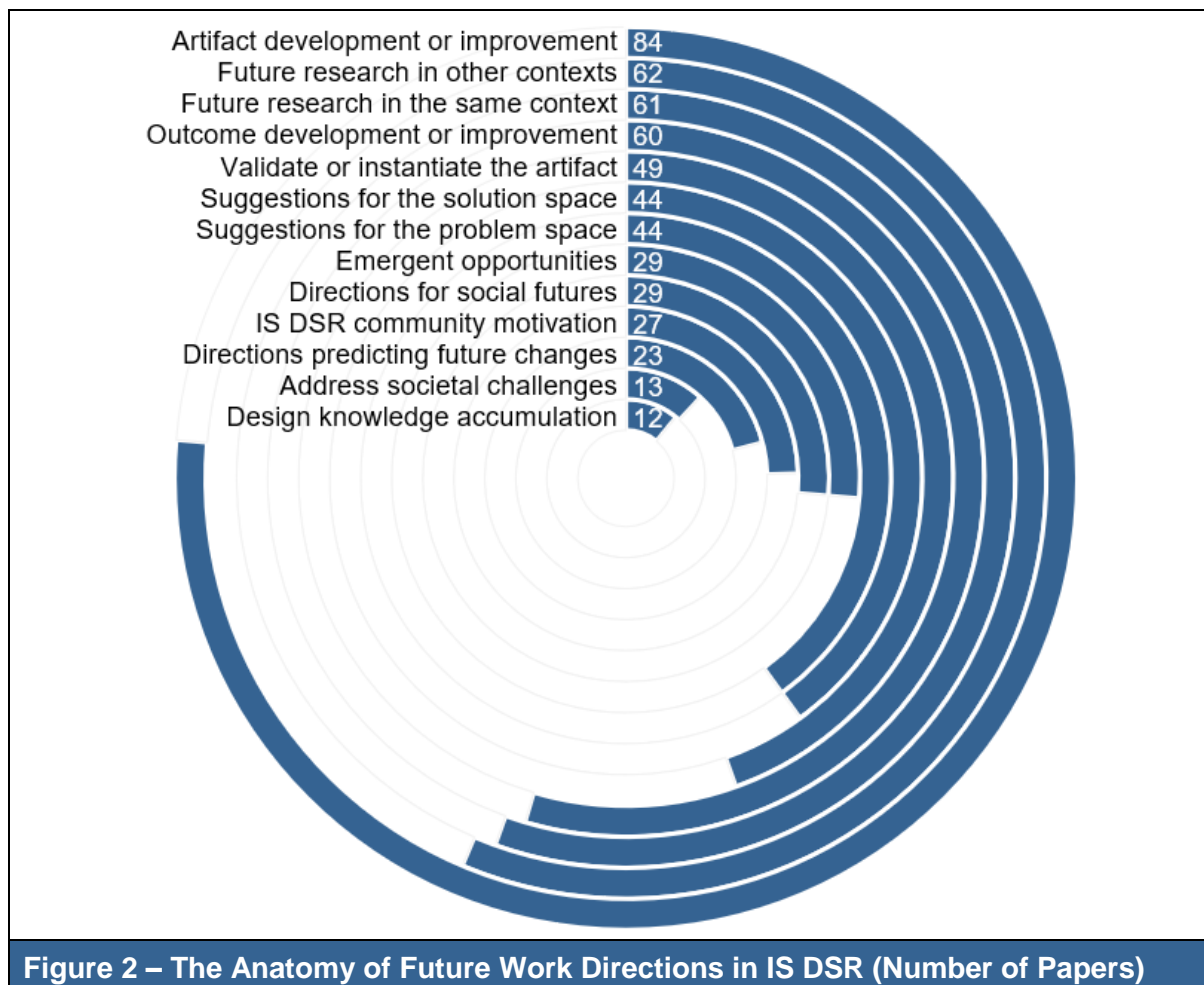 Artifact development or improvement 84
Future research in other contexts 62
Future research in the same context 61
Outcome development or improvement 60
Validate or instantiate the artifact 49
Suggestions for the solution space 44
Suggestions for the problem space 44
Emergent opportunities 29
Directions for social futures 29
IS DSR community motivation 27
Directions predicting future changes 23
Address societal challenges 13
Design knowledge accumulation 12
Figure 2 – The Anatomy of Future Work Directions in IS DSR (Number of Papers)